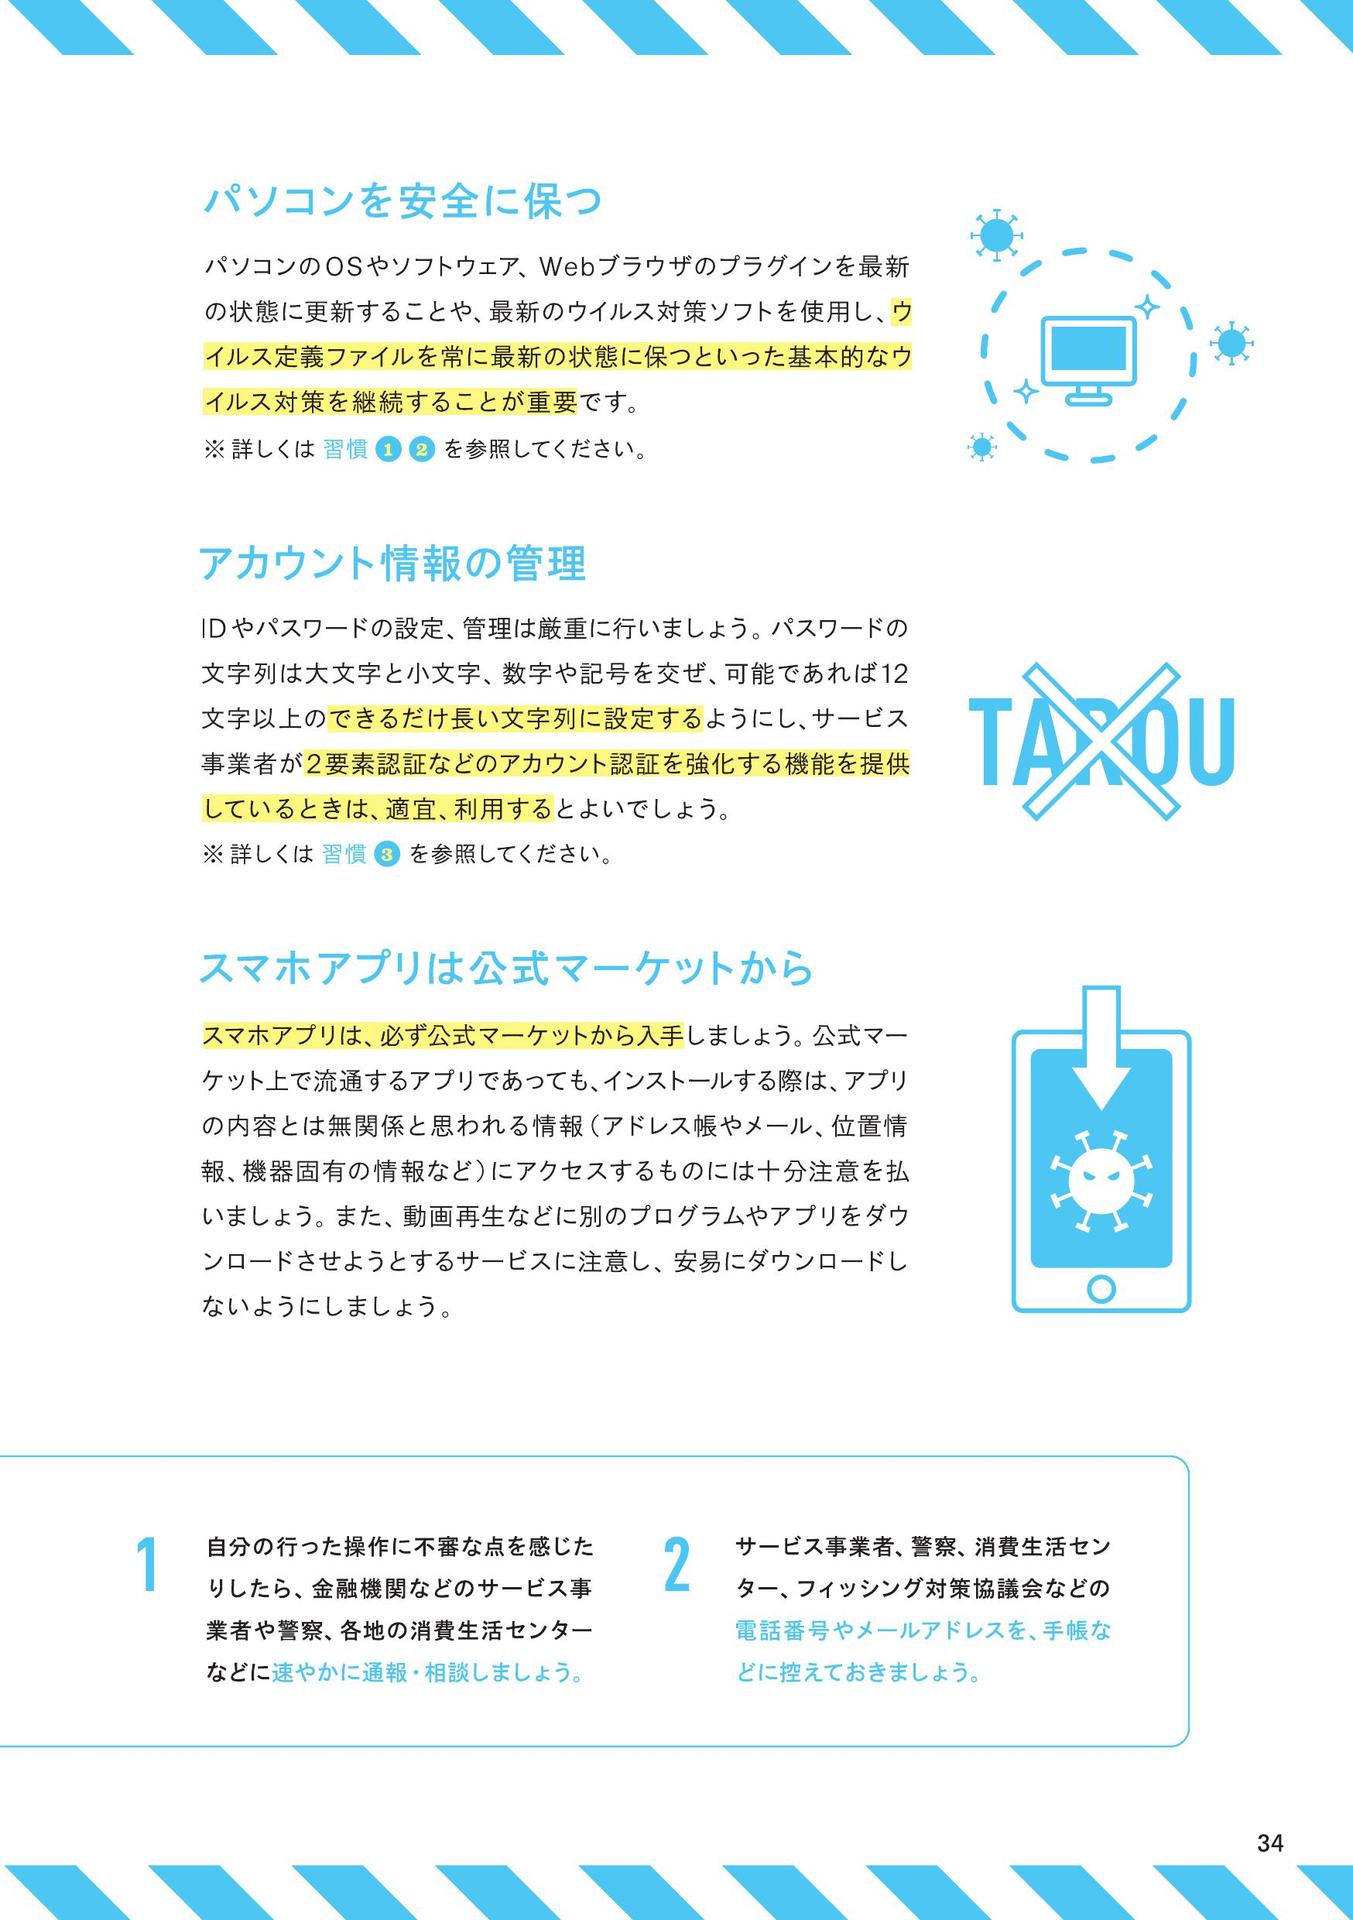 パソコンを安全に保つ
パソコンのOSやソフトウェア、Webブラウザのプラグインを最新
の状態に更新することや、最新のウイルス対策ソフトを使用し、ウ
イルス定義ファイルを常に最新の状態に保つといった基本的なウ
イルス対策を継続することが重要です。
※詳しくは 習慣 1 2 を参照してください。
アカウント情報の管理
IDやパスワードの設定、管理は厳重に行いましょう。パスワードの
文字列は大文字と小文字、数字や記号を交ぜ、可能であれば12
文字以上のできるだけ長い文字列に設定するようにし、サービス
事業者が2要素認証などのアカウント認証を強化する機能を提供
しているときは、適宜、利用するとよいでしょう。
※詳しくは 習慣 3 を参照してください。
TAROU
スマホアプリは公式マーケットから
スマホアプリは、必ず公式マーケットから入手しましょう。公式マー
ケット上で流通するアプリであっても、インストールする際は、アプリ
の内容とは無関係と思われる情報（アドレス帳やメール、位置情
報、機器固有の情報など）にアクセスするものには十分注意を払
いましょう。また、動画再生などに別のプログラムやアプリをダウ
ンロードさせようとするサービスに注意し、安易にダウンロードし
ないようにしましょう。
1
自分の行った操作に不審な点を感じた
りしたら、金融機関などのサービス事
業者や警察、各地の消費生活センター
などに速やかに通報・相談しましょう。
2
サービス事業者、警察、消費生活セン
ター、フィッシング対策協議会などの
電話番号やメールアドレスを、手帳な
どに控えておきましょう。
34